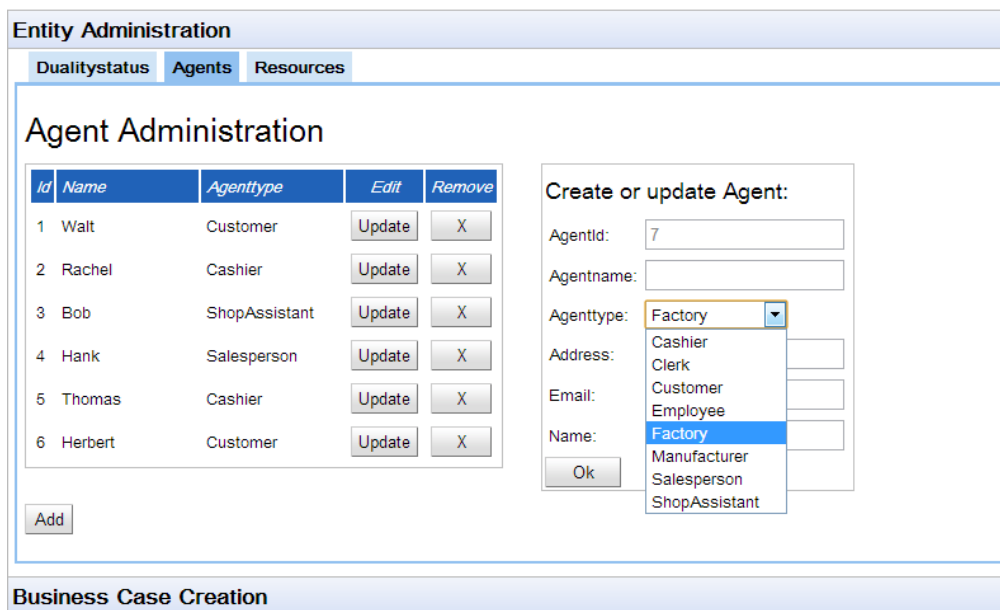 Entity Administration
Dualitystatus Agents Resources
Agent Administration
Id Name Agenttype Edit Remove
1 Walt Customer Update X
2 Rachel Cashier Update X
3 Bob ShopAssistant Update X
4 Hank Salesperson Update X
5 Thomas Cashier Update X
6 Herbert Customer Update X
Add
Create or update Agent:
AgentId: 7
Agentname:
Agenttype: Factory
Cashier
Clerk
Customer
Employee
Factory
Manufacturer
Salesperson
ShopAssistant
Address:
Email:
Name:
Ok
Business Case Creation